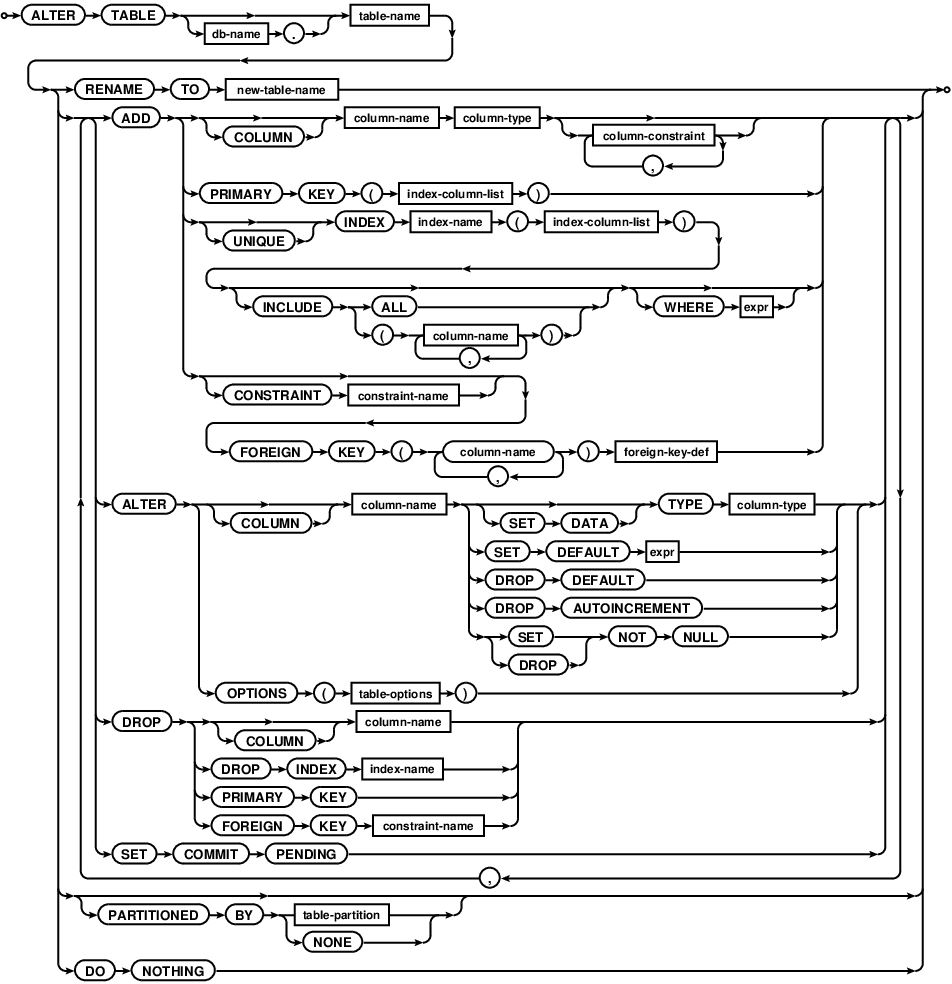 ALTER TABLE db-name . table-name
RENAME TO new-table-name
ADD COLUMN column-name column-type column-constraint ,
PRIMARY KEY ( index-column-list )
UNIQUE INDEX index-name ( index-column-list )
INCLUDE ALL ( column-name , ) WHERE expr
CONSTRAINT constraint-name
FOREIGN KEY ( column-name , ) foreign-key-def
ALTER COLUMN column-name SET DATA TYPE column-type
SET DEFAULT expr
DROP DEFAULT
DROP AUTOINCREMENT
SET DROP NOT NULL
OPTIONS ( table-options )
DROP COLUMN column-name
DROP INDEX index-name
PRIMARY KEY
FOREIGN KEY constraint-name
SET COMMIT PENDING
,
PARTITIONED BY table-partition
NONE
DO NOTHING